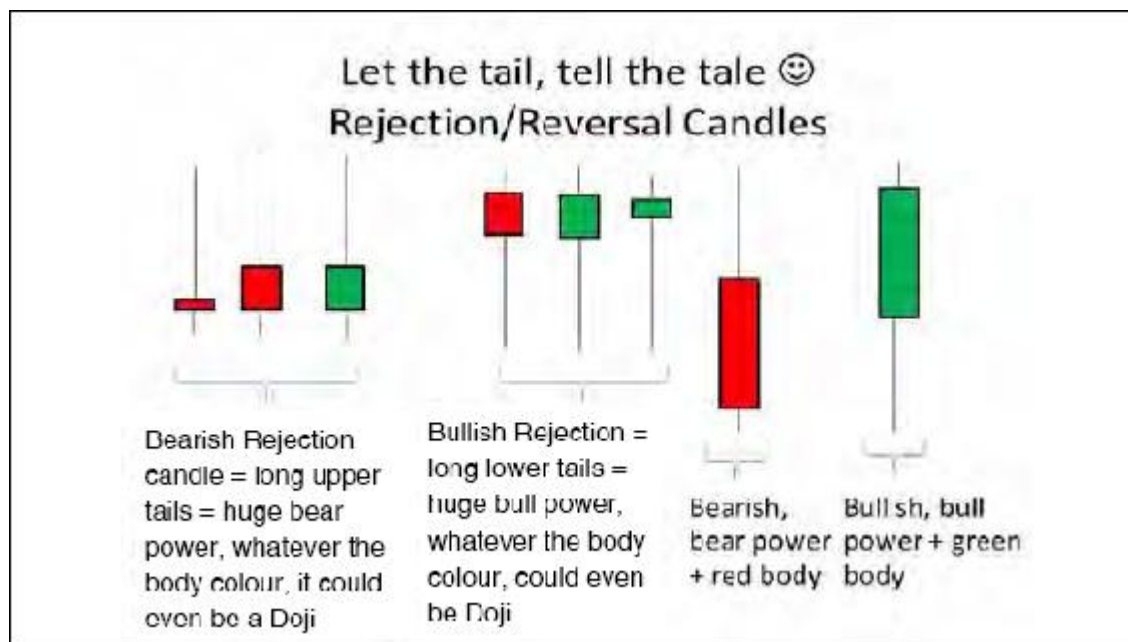 Let the tail, tell the tale ☺
Rejection/Reversal Candles
Bearish Rejection
candle = long upper
tails = huge bear
power, whatever the
body colour, it could
even be a Doji
Bullish Rejection =
long lower tails =
huge bull power,
whatever the body
colour, could even
be Doji
Bearish,
bear power
+ red body
Bullish, bull
power + green
body